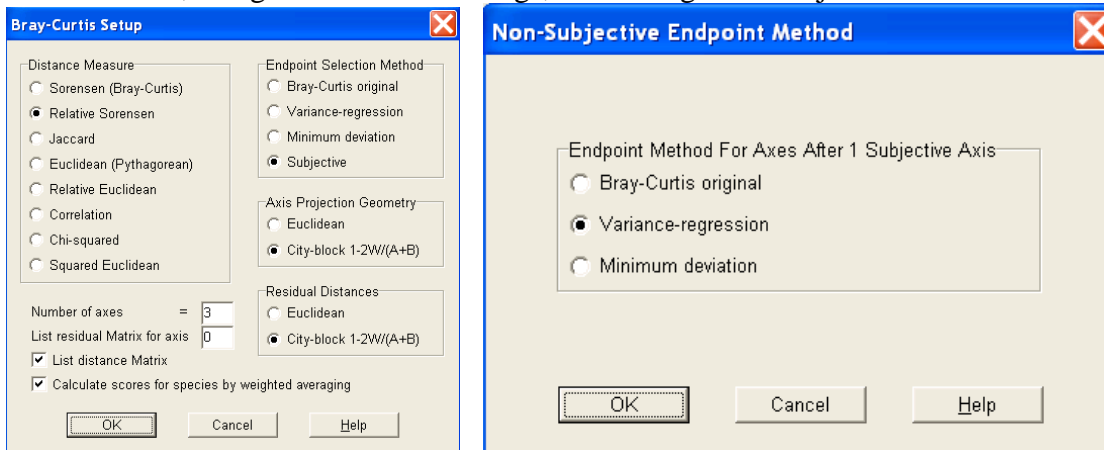 Bray-Curtis Setup
Distance Measure
Sorensen (Bray-Curtis)
Relative Sorensen
Jaccard
Euclidean (Pythagorean)
Relative Euclidean
Correlation
Chi-squared
Squared Euclidean
Endpoint Selection Method
Bray-Curtis original
Variance-regression
Minimum deviation
Subjective
Axis Projection Geometry
Euclidean
City-block 1-2W/(A+B)
Residual Distances
Euclidean
City-block 1-2W/(A+B)
Number of axes = 3
List residual Matrix for axis 0
List distance Matrix
Calculate scores for species by weighted averaging
OK Cancel Help
Non-Subjective Endpoint Method
Endpoint Method For Axes After 1 Subjective Axis
Bray-Curtis original
Variance-regression
Minimum deviation
OK Cancel Help